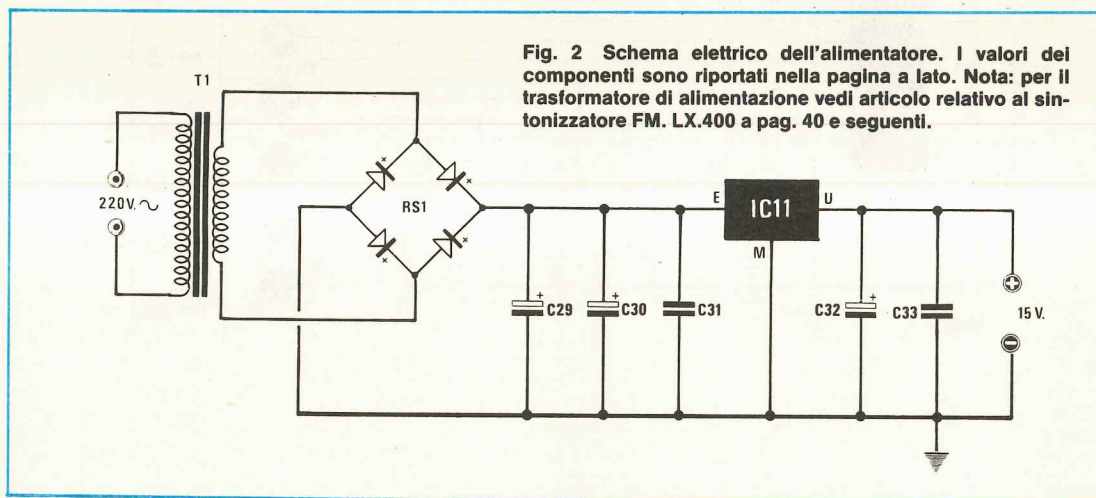 Fig. 2 Schema elettrico dell'alimentatore. I valori dei
componenti sono riportati nella pagina a lato. Nota: per il
trasformatore di alimentazione vedi articolo relativo al sin-
tonizzatore FM. LX.400 a pag. 40 e seguenti.
T1
220V.~
RS1
E
IC11
U
M
+
C29
+
C30
C31
+
C32
C33
+
15 V.
-